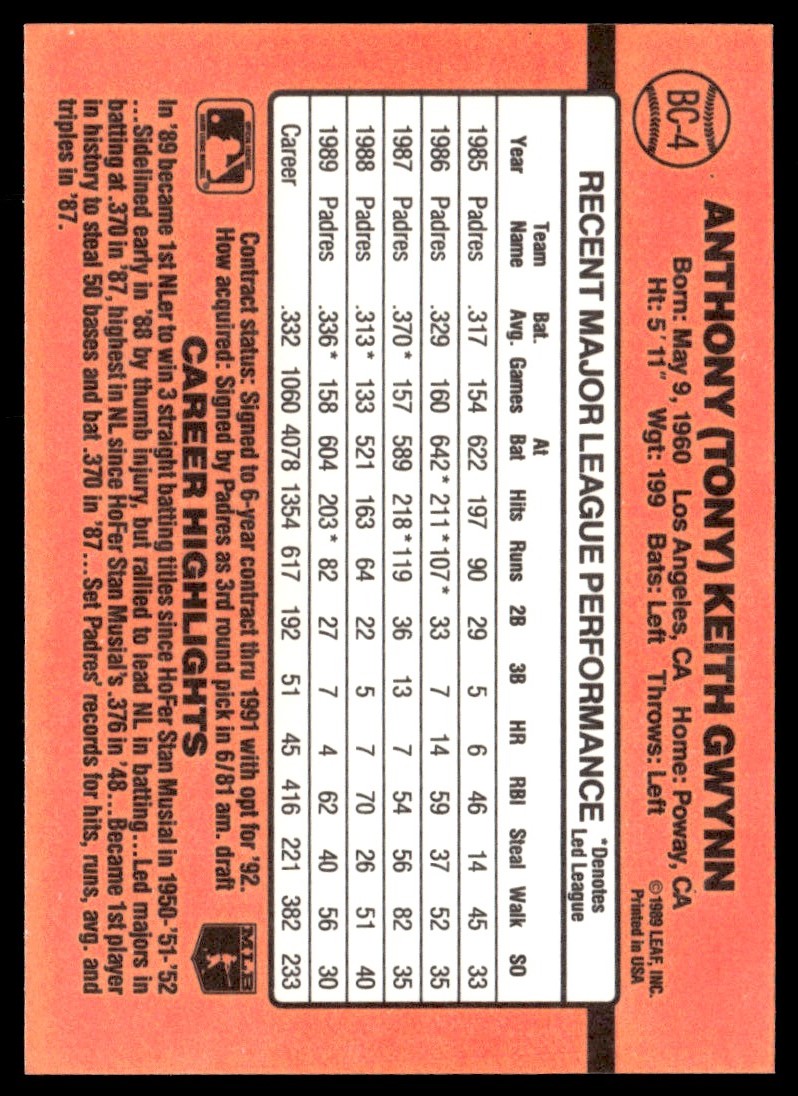 BC-4
ANTHONY (TONY) KEITH GWYNN
Born: May 9, 1960 Los Angeles, CA Home: Poway, CA
Ht: 5'11" Wgt: 199 Bats: Left Throws: Left
©1989 LEAF, INC.
Printed in USA
RECENT MAJOR LEAGUE PERFORMANCE *Denotes Led League
Year Team Name Bat. Avg. Games At Bat Hits Runs 2B 3B HR RBI Steal Walk SO
1985 Padres .317 154 622 197 90 29 5 6 46 14 45 33
1986 Padres .329 160 642* 211* 107* 33 7 14 59 37 52 35
1987 Padres .370* 157 589 218* 119 36 13 7 54 56 82 35
1988 Padres .313* 133 521 163 64 22 5 7 70 26 51 40
1989 Padres .336* 158 604 203* 82 27 7 4 62 40 56 30
Career .332 1060 4078 1354 617 192 51 45 416 221 382 233
Contract status: Signed to 6-year contract thru 1991 with opt for '92.
How acquired: Signed by Padres as 3rd round pick in 6/81 am. draft
MLB
CAREER HIGHLIGHTS
In '89 became 1st NLer to win 3 straight batting titles since HoFer Stan Musial in 1950-'51-'52
...Sidelined early in '88 by thumb injury, but rallied to lead NL in batting...Led majors in
batting at .370 in '87, highest in NL since HoFer Stan Musial's .376 in '48...Became 1st player
in history to steal 50 bases and bat .370 in '87...Set Padres' records for hits, runs, avg. and
triples in '87.